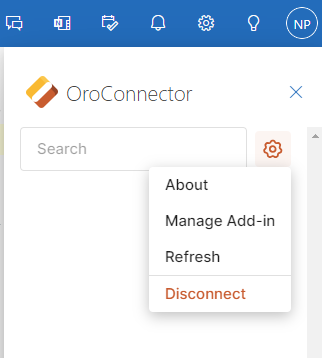 NP
OroConnector
Search
About
Manage Add-in
Refresh
Disconnect